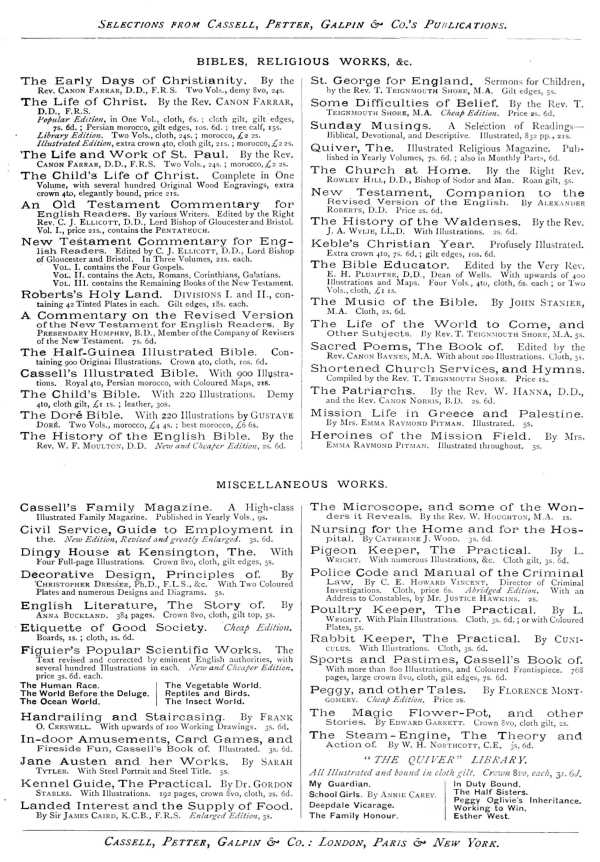 SELECTIONS FROM CASSELL, PETTER, GALPIN & CO.'S PUBLICATIONS.
BIBLES, RELIGIOUS WORKS, &c.
The Early Days of Christianity. By the
Rev. CANON FARRAR, D.D., F.R.S. Two Vols., demy 8vo, 24s.
The Life of Christ. By the Rev. CANON FARRAR,
D.D., F.R.S.
Popular Edition, in One Vol., cloth, 6s. ; cloth gilt, gilt edges,
7s. 6d. ; Persian morocco, gilt edges, 10s. 6d. ; tree calf, 15s.
Library Edition. Two Vols., cloth, 24s. ; morocco, £2 2s.
Illustrated Edition, extra crown 4to, cloth gilt, 21s. ; morocco, £2 2s.
The Life and Work of St. Paul. By the Rev.
CANON FARRAR, D.D., F.R.S. Two Vols., 24s. ; morocco, £2 2s.
The Child's Life of Christ. Complete in One
Volume, with several hundred Original Wood Engravings, extra
crown 4to, elegantly bound, price 21s.
An Old Testament Commentary for
English Readers. By various Writers. Edited by the Right
Rev. C. J. ELLICOTT, D.D., Lord Bishop of Gloucester and Bristol.
Vol. I., price 21s., contains the PENTATEUCH.
New Testament Commentary for Eng-
lish Readers. Edited by C. J. ELLICOTT, D.D., Lord Bishop
of Gloucester and Bristol. In Three Volumes, 21s. each.
VOL. I. contains the Four Gospels.
VOL. II. contains the Acts, Romans, Corinthians, Galatians.
VOL. III. contains the Remaining Books of the New Testament.
Roberts's Holy Land. DIVISIONS I. and II., con-
taining 42 Tinted Plates in each. Gilt edges, 18s. each.
A Commentary on the Revised Version
of the New Testament for English Readers. By
PREBENDARY HUMPHRY, B.D., Member of the Company of Revisers
of the New Testament. 7s. 6d.
The Half-Guinea Illustrated Bible. Con-
taining 900 Original Illustrations. Crown 4to, cloth, 10s. 6d.
Cassell's Illustrated Bible. With 900 Illustra-
tions. Royal 4to, Persian morocco, with Coloured Maps, 21s.
The Child's Bible. With 220 Illustrations. Demy
4to, cloth gilt, £1 1s. ; leather, 30s.
The Doré Bible. With 220 Illustrations by GUSTAVE
DORÉ. Two Vols., morocco, £4 4s. ; best morocco, £6 6s.
The History of the English Bible. By the
Rev. W. F. MOULTON, D.D. New and Cheaper Edition, 2s. 6d.
St. George for England, Sermons for Children,
by the Rev. T. TEIGNMOUTH SHORE, M.A. Gilt edges, 5s.
Some Difficulties of Belief. By the Rev. T.
TEIGNMOUTH SHORE, M.A. Cheap Edition. Price 2s. 6d.
Sunday Musings. A Selection of Readings—
Biblical, Devotional, and Descriptive. Illustrated, 832 pp., 21s.
Quiver, The. Illustrated Religious Magazine. Pub-
lished in Yearly Volumes, 7s. 6d. ; also in Monthly Parts, 6d.
The Church at Home. By the Right Rev.
ROWLEY HILL, D.D., Bishop of Sodor and Man. Roan gilt, 5s.
New Testament, Companion to the
Revised Version of the English. By ALEXANDER
ROBERTS, D.D. Price 2s. 6d.
The History of the Waldenses. By the Rev.
J. A. WYLIE, LL.D. With Illustrations. 2s. 6d.
Keble's Christian Year. Profusely Illustrated.
Extra crown 4to, 7s. 6d. ; gilt edges, 10s. 6d.
The Bible Educator. Edited by the Very Rev.
E. H. PLUMPTRE, D.D., Dean of Wells. With upwards of 400
Illustrations and Maps. Four Vols., 4to, cloth, 6s. each ; or Two
Vols., cloth, £1 1s.
The Music of the Bible. By JOHN STAINER,
M.A. Cloth, 2s. 6d.
The Life of the World to Come, and
Other Subjects. By Rev. T. TEIGNMOUTH SHORE, M.A. 5s.
Sacred Poems, The Book of. Edited by the
Rev. CANON BAYNES, M.A. With about 200 Illustrations. Cloth, 5s.
Shortened Church Services, and Hymns.
Compiled by the Rev. T. TEIGNMOUTH SHORE. Price 1s.
The Patriarchs. By the Rev. W. HANNA, D.D.,
and the Rev. CANON NORRIS, B.D. 2s. 6d.
Mission Life in Greece and Palestine.
By Mrs. EMMA RAYMOND PITMAN. Illustrated. 5s.
Heroines of the Mission Field. By Mrs.
EMMA RAYMOND PITMAN. Illustrated throughout. 5s.
MISCELLANEOUS WORKS.
Cassell's Family Magazine. A High-class
Illustrated Family Magazine. Published in Yearly Vols., 9s.
Civil Service, Guide to Employment in
the. New Edition, Revised and greatly Enlarged. 3s. 6d.
Dingy House at Kensington, The. With
Four Full-page Illustrations. Crown 8vo, cloth, gilt edges, 5s.
Decorative Design, Principles of. By
CHRISTOPHER DRESSER, Ph.D., F.L.S., &c. With Two Coloured
Plates and numerous Designs and Diagrams. 5s.
English Literature, The Story of. By
ANNA BUCKLAND. 384 pages. Crown 8vo, cloth, gilt top, 5s.
Etiquette of Good Society. Cheap Edition.
Boards, 1s. ; cloth, 1s. 6d.
Figuier's Popular Scientific Works. The
Text revised and corrected by eminent English authorities, with
several hundred Illustrations in each. New and Cheaper Edition,
price 3s. 6d. each.
The Human Race.
The World Before the Deluge.
The Ocean World.
The Vegetable World.
Reptiles and Birds.
The Insect World.
Handrailing and Staircasing. By FRANK
O. CRESWELL. With upwards of 100 Working Drawings. 3s. 6d.
In-door Amusements, Card Games, and
Fireside Fun, Cassell's Book of. Illustrated. 3s. 6d.
Jane Austen and her Works. By SARAH
TYTLER. With Steel Portrait and Steel Title. 5s.
Kennel Guide, The Practical. By Dr. GORDON
STABLES. With Illustrations. 192 pages, crown 8vo, cloth, 2s. 6d.
Landed Interest and the Supply of Food.
By Sir JAMES CAIRD, K.C.B., F.R.S. Enlarged Edition, 5s.
The Microscope, and some of the Won-
ders it Reveals. By the Rev. W. HOUGHTON, M.A. 1s.
Nursing for the Home and for the Hos-
pital. By CATHERINE J. WOOD. 3s. 6d.
Pigeon Keeper, The Practical. By L.
WRIGHT. With numerous Illustrations, &c. Cloth gilt, 3s. 6d.
Police Code and Manual of the Criminal
Law. By C. E. HOWARD VINCENT, Director of Criminal
Investigations. Cloth, price 6s. Abridged Edition. With an
Address to Constables, by Mr. JUSTICE HAWKINS. 2s.
Poultry Keeper, The Practical. By L.
WRIGHT. With Plain Illustrations. Cloth, 3s. 6d. ; or with Coloured
Plates, 5s.
Rabbit Keeper, The Practical. By CUNI-
CULUS. With Illustrations. Cloth, 3s. 6d.
Sports and Pastimes, Cassell's Book of.
With more than 800 Illustrations, and Coloured Frontispiece. 768
pages, large crown 8vo, cloth, gilt edges, 7s. 6d.
Peggy, and other Tales. By FLORENCE MONT-
GOMERY. Cheap Edition. Price 2s.
The Magic Flower-Pot, and other
Stories. By EDWARD GARRETT. Crown 8vo, cloth gilt, 2s.
The Steam-Engine, The Theory and
Action of. By W. H. NORTHCOTT, C.E. 3s. 6d.
"THE QUIVER" LIBRARY.
All Illustrated and bound in cloth gilt. Crown 8vo, each, 3s. 6d.
My Guardian.
School Girls. By ANNIE CAREY.
Deepdale Vicarage.
The Family Honour.
In Duty Bound.
The Half Sisters.
Peggy Oglivie's Inheritance.
Working to Win.
Esther West.
CASSELL, PETTER, GALPIN & CO. : LONDON, PARIS & NEW YORK.